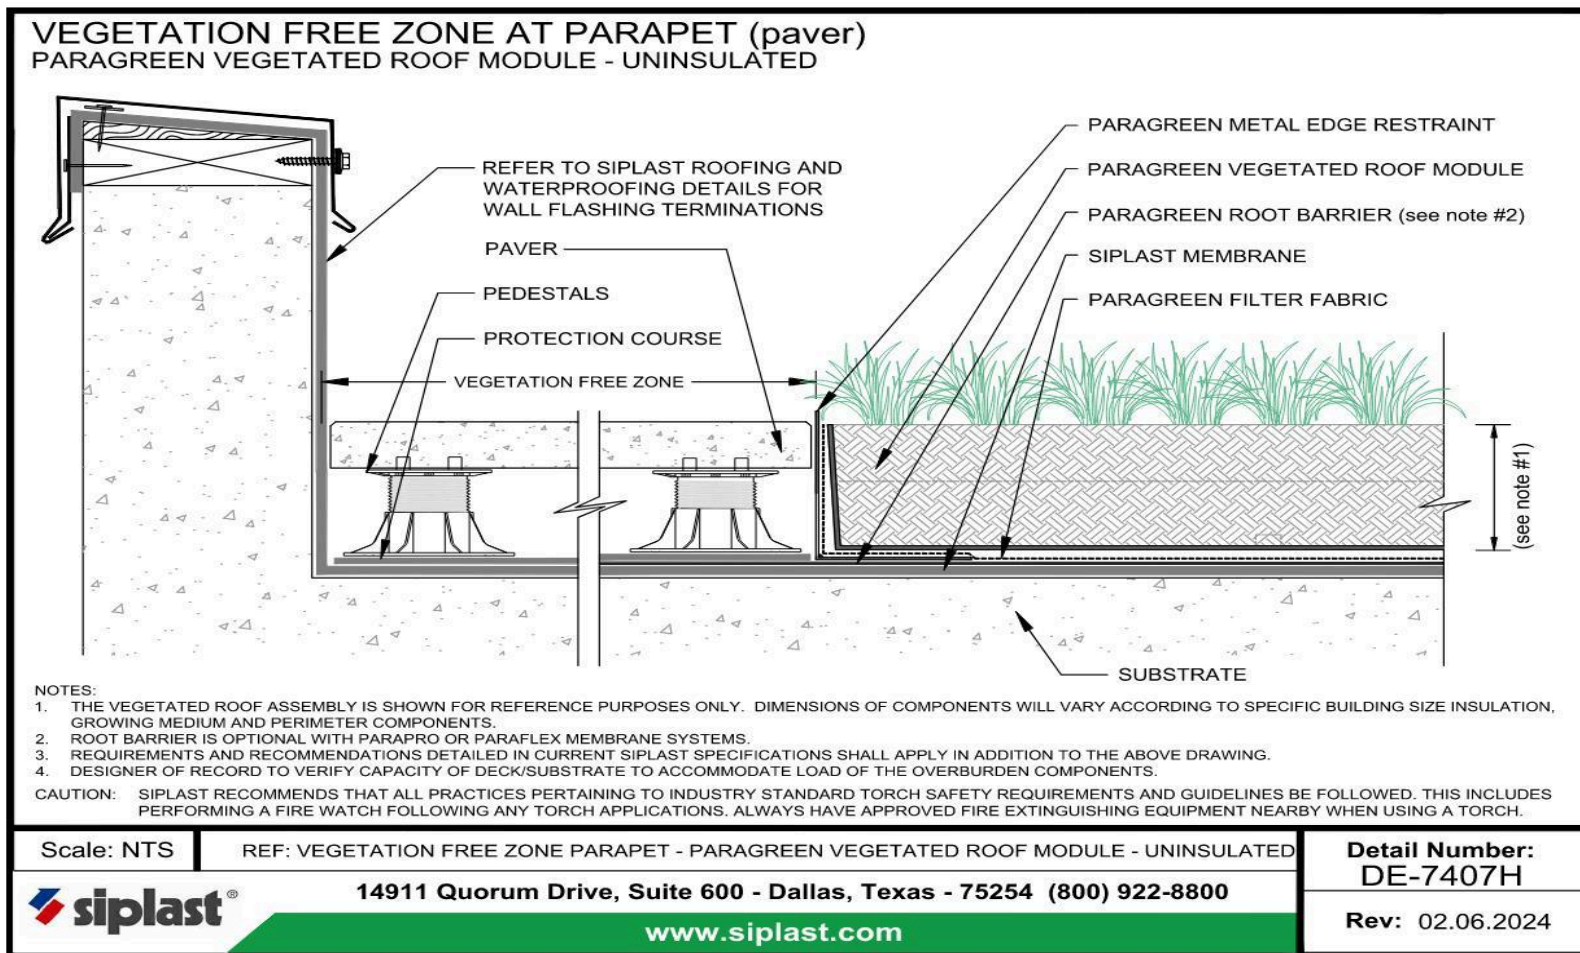 VEGETATION FREE ZONE AT PARAPET (paver)
PARAGREEN VEGETATED ROOF MODULE - UNINSULATED
REFER TO SIPLAST ROOFING AND
WATERPROOFING DETAILS FOR
WALL FLASHING TERMINATIONS
PAVER
PEDESTALS
PROTECTION COURSE
VEGETATION FREE ZONE
PARAGREEN METAL EDGE RESTRAINT
PARAGREEN VEGETATED ROOF MODULE
PARAGREEN ROOT BARRIER (see note #2)
SIPLAST MEMBRANE
PARAGREEN FILTER FABRIC
(see note #1)
SUBSTRATE
NOTES:
1. THE VEGETATED ROOF ASSEMBLY IS SHOWN FOR REFERENCE PURPOSES ONLY. DIMENSIONS OF COMPONENTS WILL VARY ACCORDING TO SPECIFIC BUILDING SIZE INSULATION,
GROWING MEDIUM AND PERIMETER COMPONENTS.
2. ROOT BARRIER IS OPTIONAL WITH PARAPRO OR PARAFLEX MEMBRANE SYSTEMS.
3. REQUIREMENTS AND RECOMMENDATIONS DETAILED IN CURRENT SIPLAST SPECIFICATIONS SHALL APPLY IN ADDITION TO THE ABOVE DRAWING.
4. DESIGNER OF RECORD TO VERIFY CAPACITY OF DECK/SUBSTRATE TO ACCOMMODATE LOAD OF THE OVERBURDEN COMPONENTS.
CAUTION: SIPLAST RECOMMENDS THAT ALL PRACTICES PERTAINING TO INDUSTRY STANDARD TORCH SAFETY REQUIREMENTS AND GUIDELINES BE FOLLOWED. THIS INCLUDES
PERFORMING A FIRE WATCH FOLLOWING ANY TORCH APPLICATIONS. ALWAYS HAVE APPROVED FIRE EXTINGUISHING EQUIPMENT NEARBY WHEN USING A TORCH.
Scale: NTS
REF: VEGETATION FREE ZONE PARAPET - PARAGREEN VEGETATED ROOF MODULE - UNINSULATED
Detail Number:
DE-7407H
siplast®
14911 Quorum Drive, Suite 600 - Dallas, Texas - 75254 (800) 922-8800
www.siplast.com
Rev: 02.06.2024